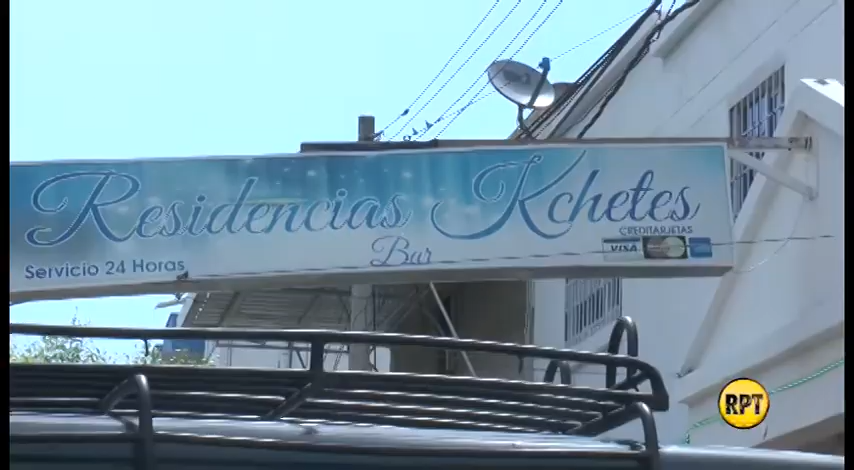 Residencias Kchetes
CREDITARJETAS
VISA
Bar
Servicio 24 Horas
RPT